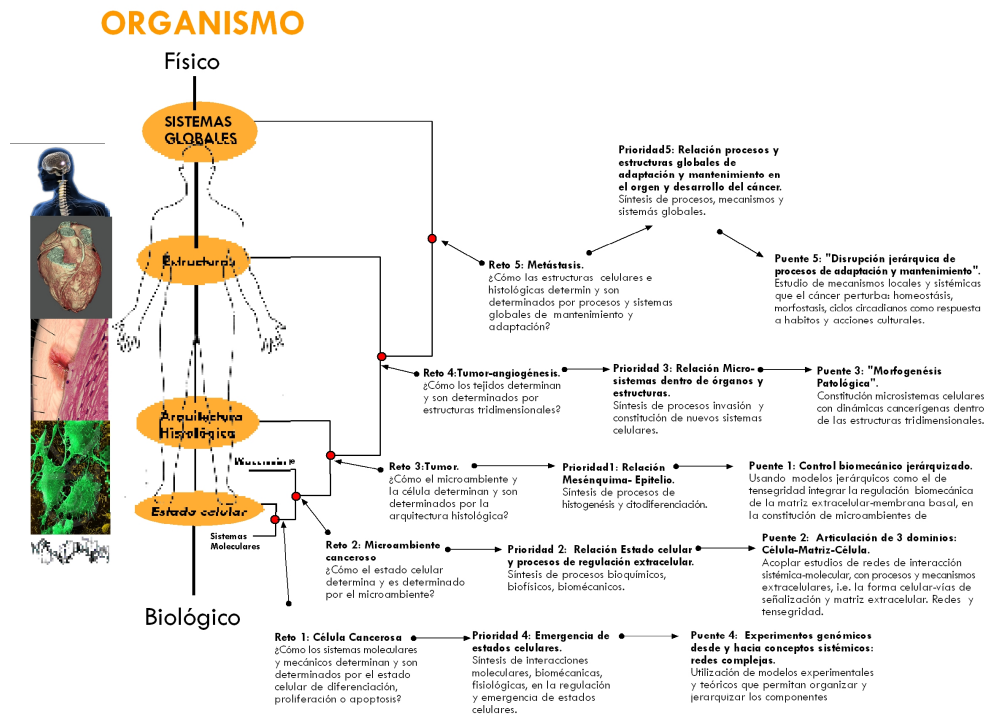 ORGANISMO
Físico
SISTEMAS
GLOBALES
Estructuras
Arquitectura
Histológica
Estado celular
Sistemas
Moleculares
Biológico
Prioridad5: Relación procesos y
estructuras globales de
adaptación y mantenimiento en
el orgen y desarrollo del cáncer.
Síntesis de procesos, mecanismos y
sistemás globales.
Reto 5: Metástasis.
¿Cómo las estructuras celulares e
histológicas determin y son
determinados por procesos y sistemas
globales de mantenimiento y
adaptación?
Puente 5: "Disrupción jerárquica de
procesos de adaptación y mantenimiento".
Estudio de mecanismos locales y sistémicas
que el cáncer perturba: homeostásis,
morfostasis, ciclos circadianos como respuesta
a habitos y acciones culturales.
Reto 4:Tumor-angiogénesis.
¿Cómo los tejidos determinan
y son determinados por
estructuras tridimensionales?
Prioridad 3: Relación Micro-
sistemas dentro de órganos y
estructuras.
Síntesis de procesos invasión y
constitución de nuevos sistemas
celulares.
Puente 3: "Morfogenésis
Patológica".
Constitución microsistemas celulares
con dinámicas cancerígenas dentro
de las estructuras tridimensionales.
Reto 3:Tumor.
¿Cómo el microambiente y
la célula determinan y son
determinados por la
arquitectura histológica?
Prioridad1: Relación
Mesénquima- Epitelio.
Síntesis de procesos de
histogénesis y citodiferenciación.
Puente 1: Control biomecánico jerárquizado.
Usando modelos jerárquicos como el de
tensegridad integrar la regulación biomecánica
de la matriz extracelular-membrana basal, en
la constitución de microambientes de
Reto 2: Microambiente
canceroso
¿Cómo el estado celular
determina y es determinado
por el microambiente?
Prioridad 2: Relación Estado celular
y procesos de regulación extracelular.
Síntesis de procesos bioquímicos,
biofísicos, biomécanicos.
Puente 2: Articulación de 3 dominios:
Célula-Matriz-Célula.
Acoplar estudios de redes de interacción
sistémica-molecular, con procesos y mecanismos
extracelulares, i.e. la forma celular-vías de
señalización y matriz extracelular. Redes y
tensegridad.
Reto 1: Célula Cancerosa
¿Cómo los sistemas moleculares
y mecánicos determinan y son
determinados por el estado
celular de diferenciación,
proliferación o apoptosis?
Prioridad 4: Emergencia de
estados celulares.
Síntesis de interacciones
moleculares, biomécanicas,
fisiológicas, en la regulación
y emergencia de estados
celulares.
Puente 4: Experimentos genómicos
desde y hacia conceptos sistémicos:
redes complejas.
Utilización de modelos experimentales
y teóricos que permitan organizar y
jerarquizar los componentes